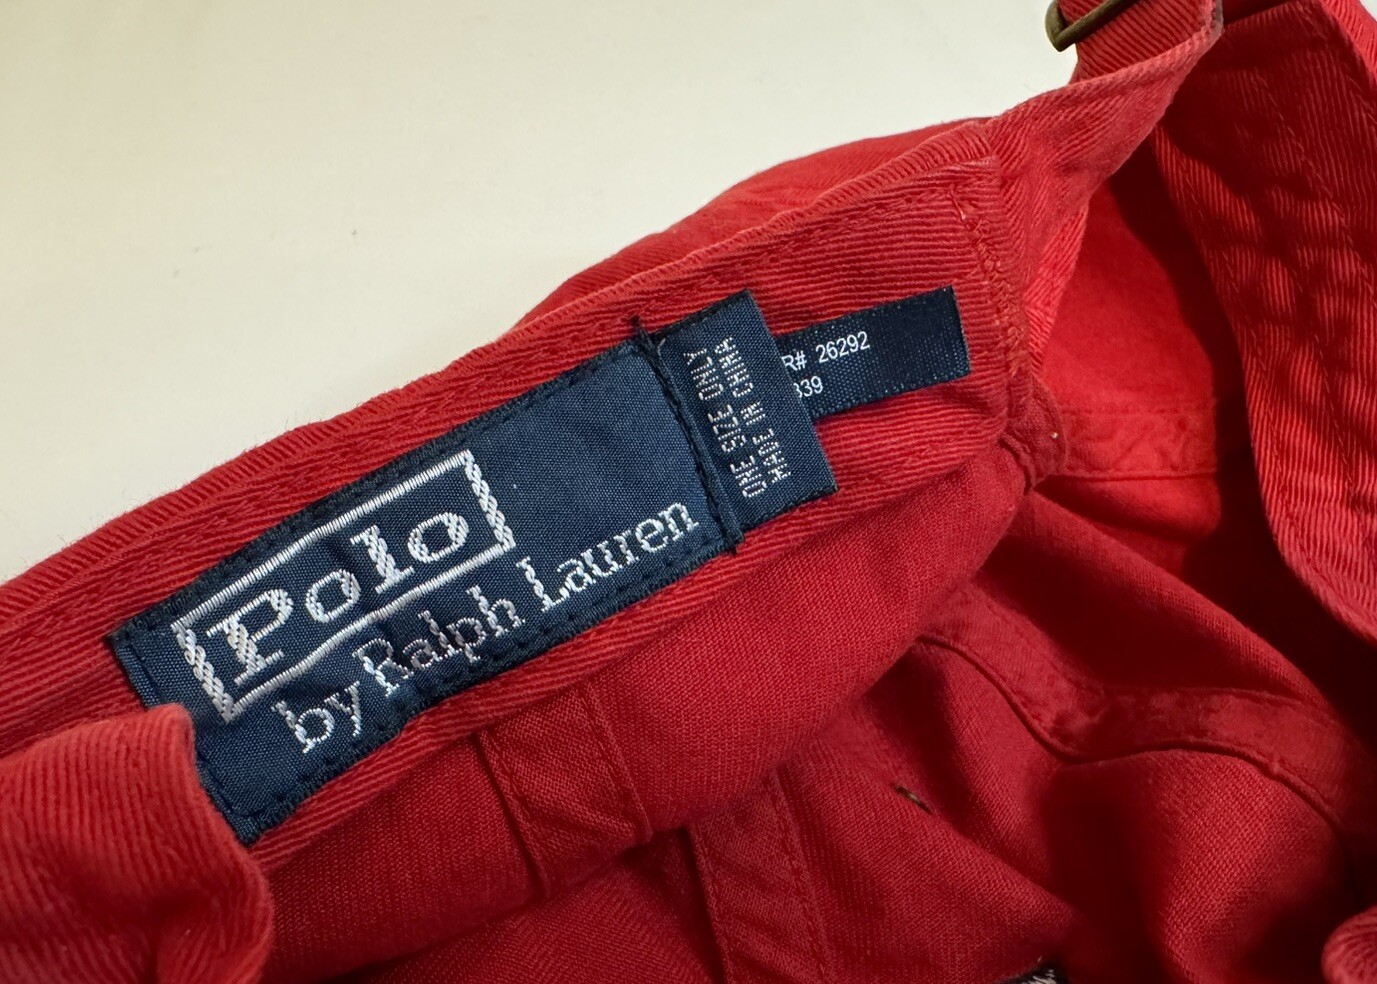 Polo
by Ralph Lauren
ONE SIZE ONLY
MADE IN CHINA
R# 26292
339